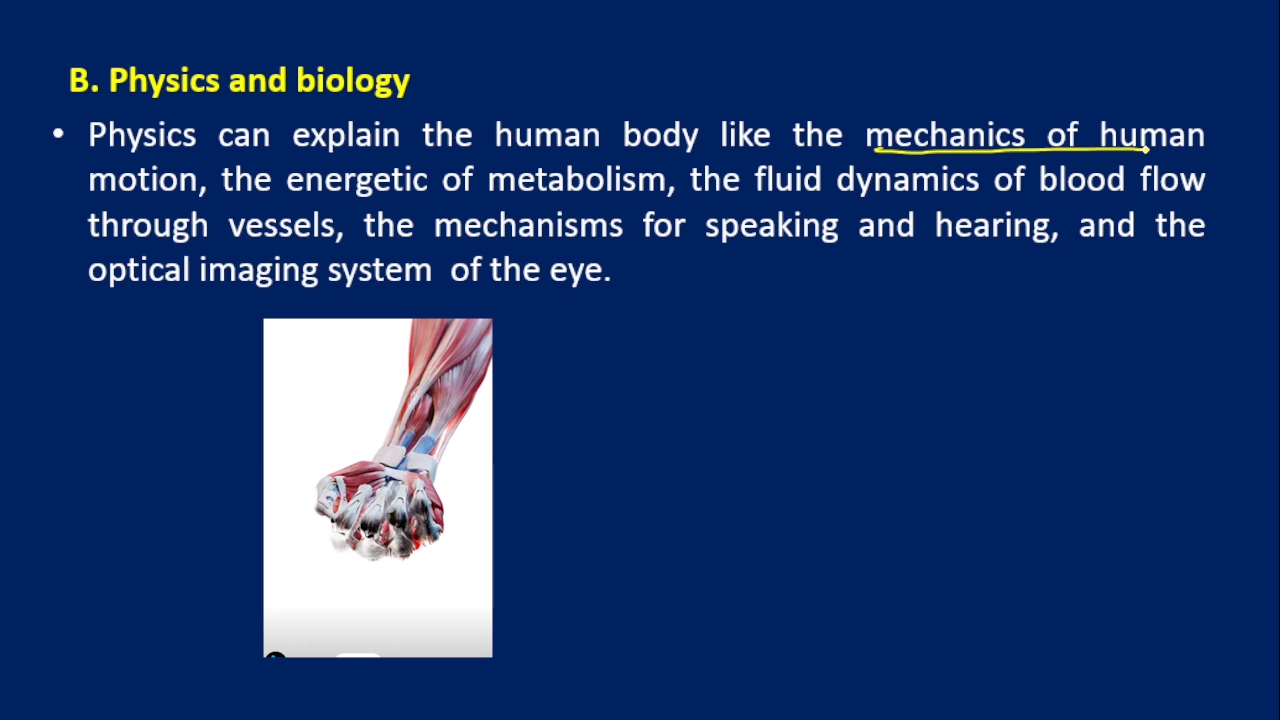 B. Physics and biology
• Physics can explain the human body like the mechanics of human
motion, the energetic of metabolism, the fluid dynamics of blood flow
through vessels, the mechanisms for speaking and hearing, and the
optical imaging system of the eye.